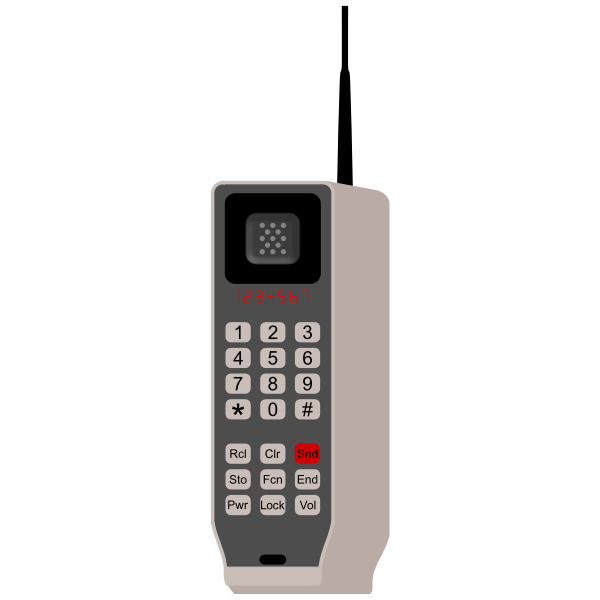 123-567
1 2 3
4 5 6
7 8 9
* 0 #
Rcl Clr Snd
Sto Fcn End
Pwr Lock Vol